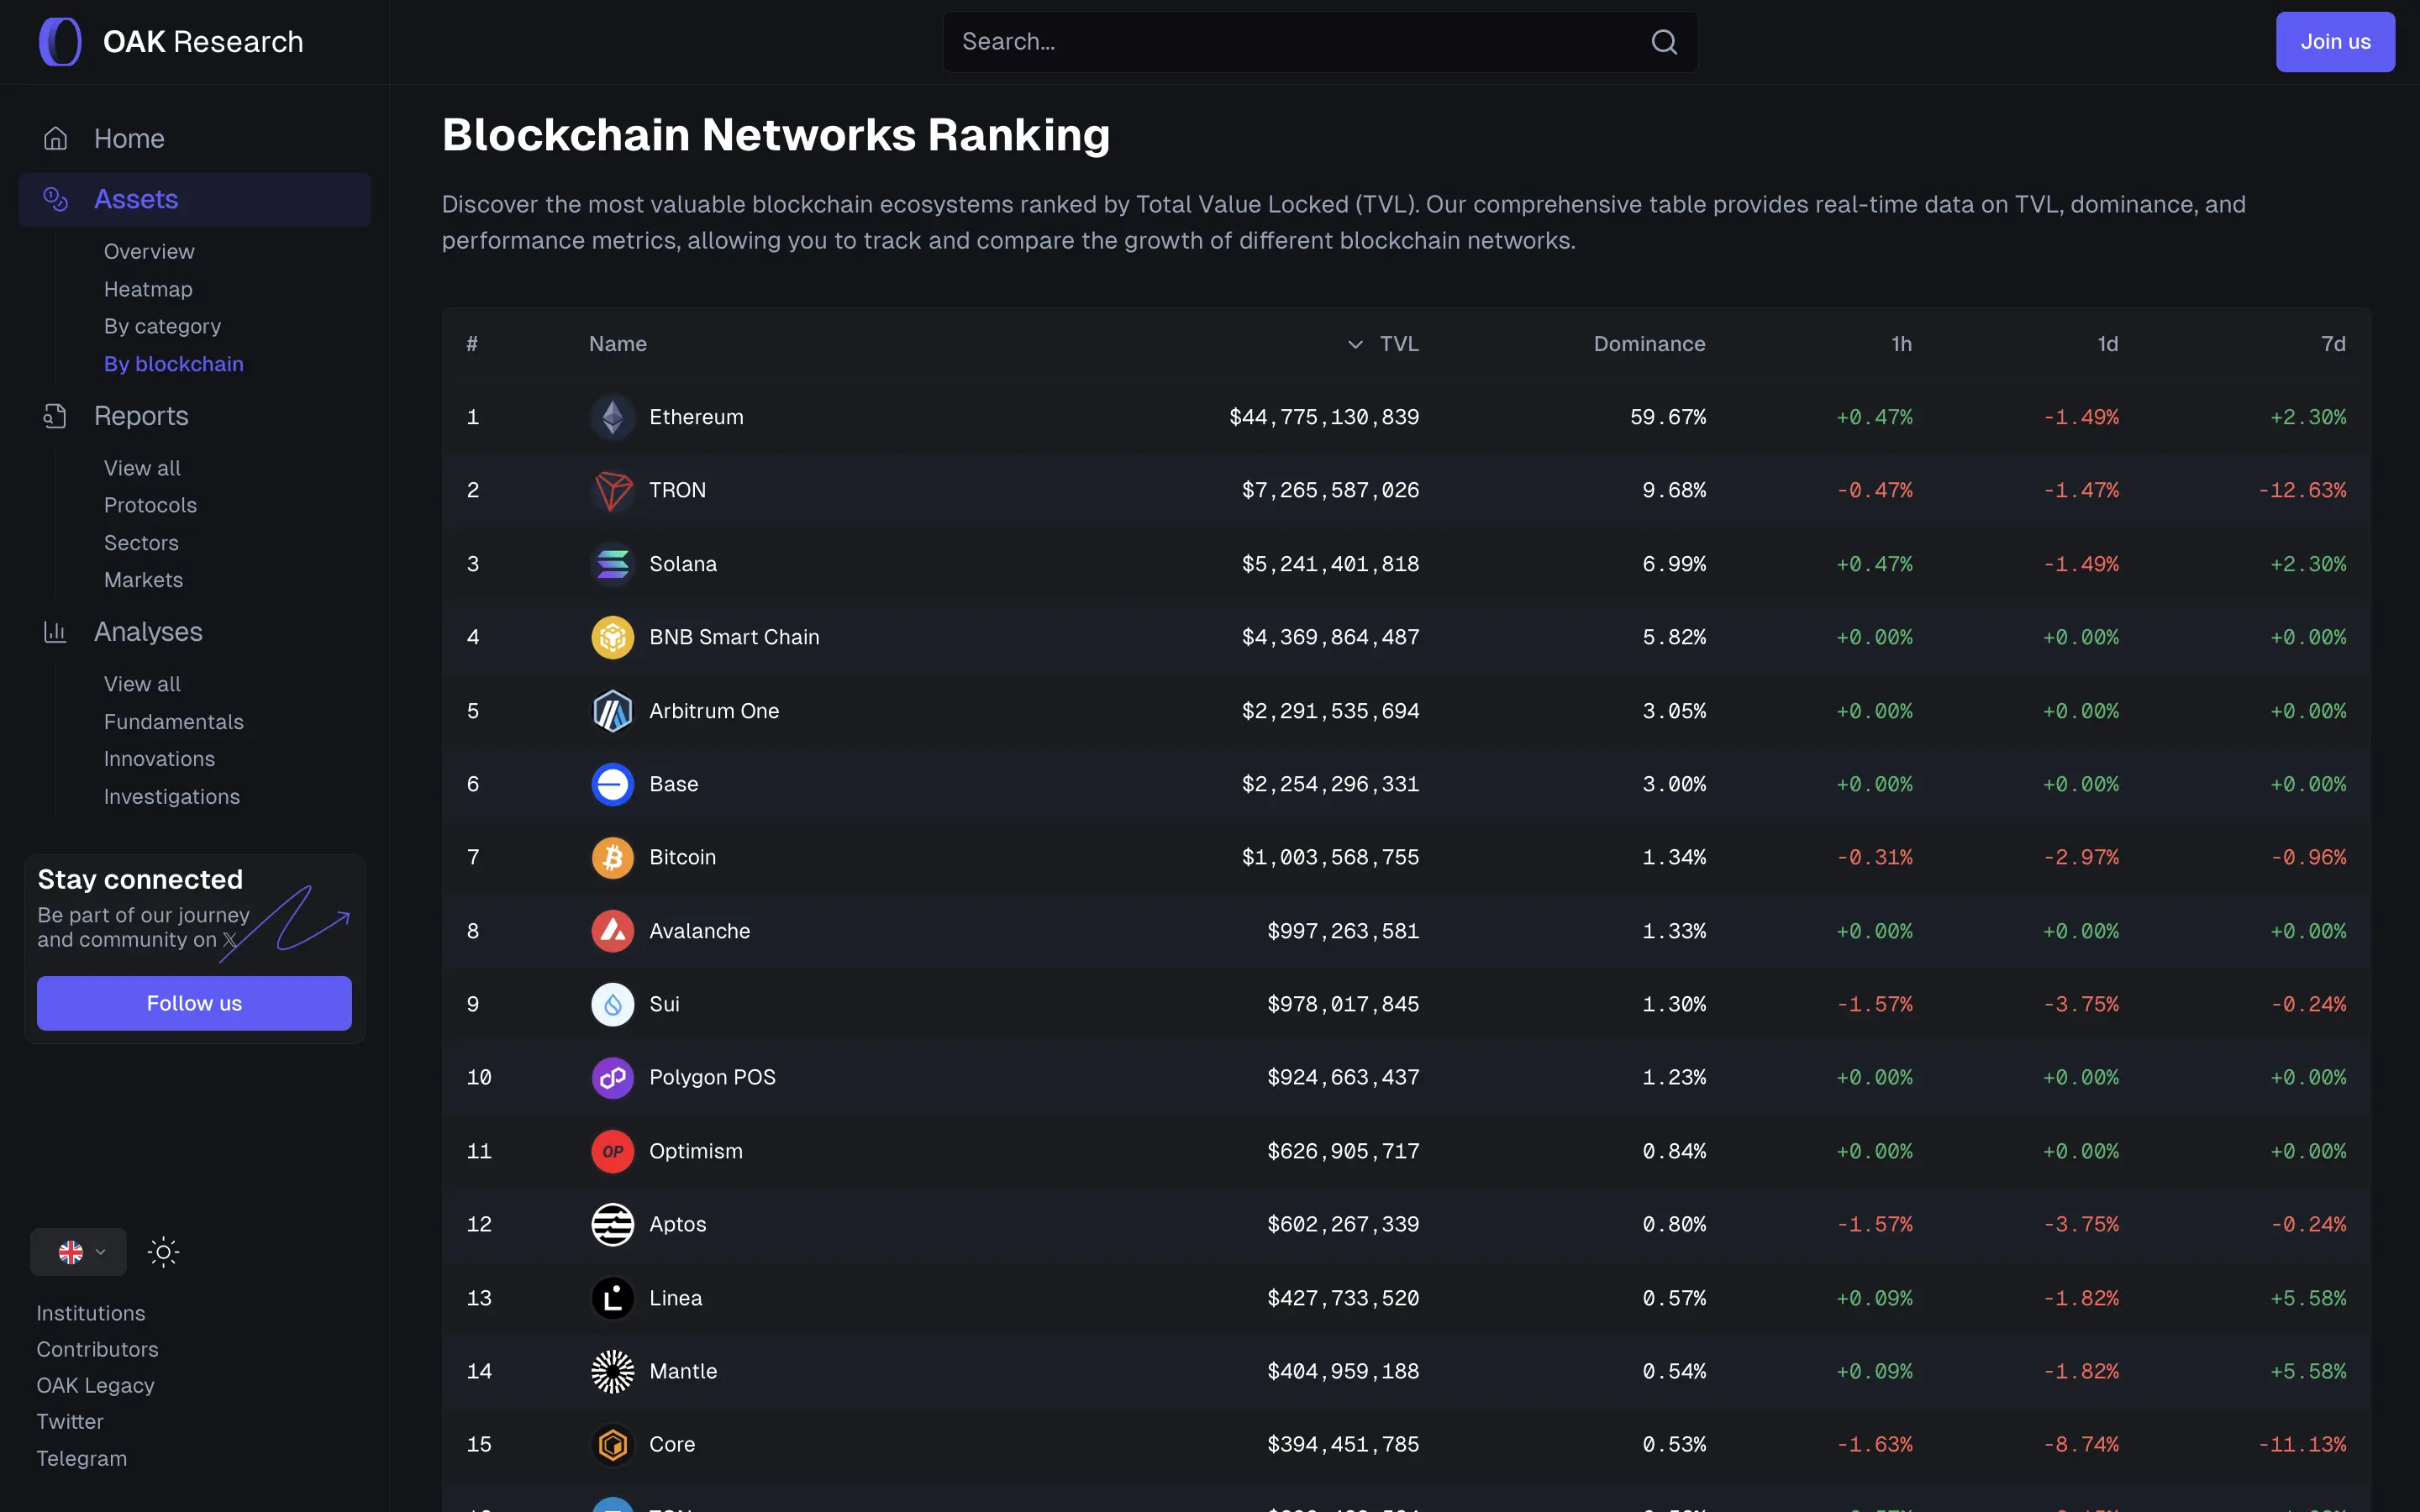 OAK Research
Search...
Join us
Home
Assets
Overview
Heatmap
By category
By blockchain
Reports
View all
Protocols
Sectors
Markets
Analyses
View all
Fundamentals
Innovations
Investigations
Stay connected
Be part of our journey
and community on 𝕏
Follow us
Institutions
Contributors
OAK Legacy
Twitter
Telegram
Blockchain Networks Ranking
Discover the most valuable blockchain ecosystems ranked by Total Value Locked (TVL). Our comprehensive table provides real-time data on TVL, dominance, and
performance metrics, allowing you to track and compare the growth of different blockchain networks.
# Name TVL Dominance 1h 1d 7d
1 Ethereum $44,775,130,839 59.67% +0.47% -1.49% +2.30%
2 TRON $7,265,587,026 9.68% -0.47% -1.47% -12.63%
3 Solana $5,241,401,818 6.99% +0.47% -1.49% +2.30%
4 BNB Smart Chain $4,369,864,487 5.82% +0.00% +0.00% +0.00%
5 Arbitrum One $2,291,535,694 3.05% +0.00% +0.00% +0.00%
6 Base $2,254,296,331 3.00% +0.00% +0.00% +0.00%
7 Bitcoin $1,003,568,755 1.34% -0.31% -2.97% -0.96%
8 Avalanche $997,263,581 1.33% +0.00% +0.00% +0.00%
9 Sui $978,017,845 1.30% -1.57% -3.75% -0.24%
10 Polygon POS $924,663,437 1.23% +0.00% +0.00% +0.00%
11 OP Optimism $626,905,717 0.84% +0.00% +0.00% +0.00%
12 Aptos $602,267,339 0.80% -1.57% -3.75% -0.24%
13 Linea $427,733,520 0.57% +0.09% -1.82% +5.58%
14 Mantle $404,959,188 0.54% +0.09% -1.82% +5.58%
15 Core $394,451,785 0.53% -1.63% -8.74% -11.13%